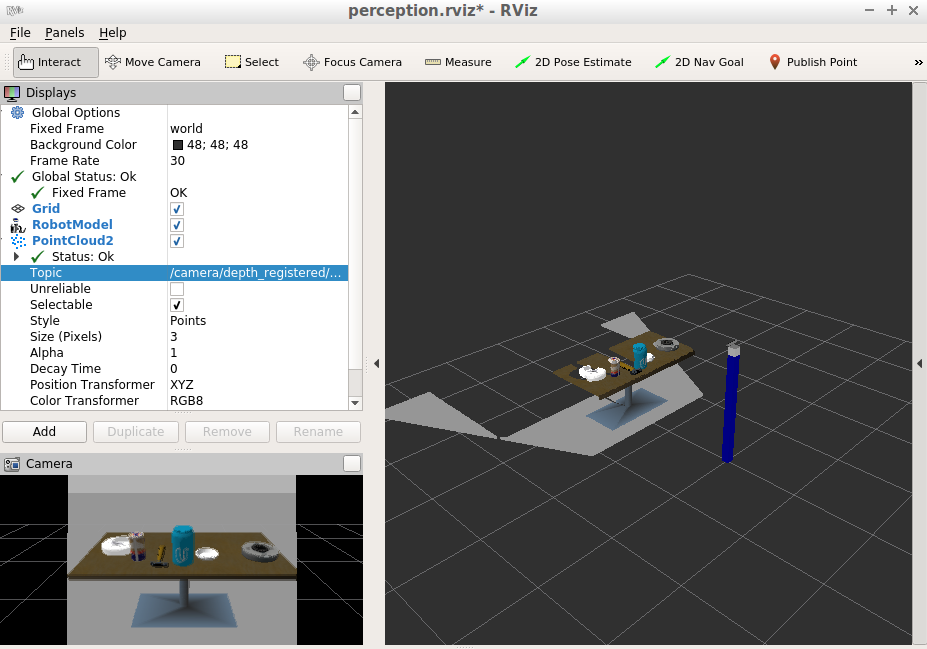 RViz perception.rviz* - RViz
File Panels Help
Interact Move Camera Select Focus Camera Measure 2D Pose Estimate 2D Nav Goal Publish Point »
Displays
Global Options
Fixed Frame world
Background Color 48; 48; 48
Frame Rate 30
Global Status: Ok
Fixed Frame OK
Grid
RobotModel
PointCloud2
Status: Ok
Topic /camera/depth_registered/...
Unreliable
Selectable
Style Points
Size (Pixels) 3
Alpha 1
Decay Time 0
Position Transformer XYZ
Color Transformer RGB8
Add Duplicate Remove Rename
Camera